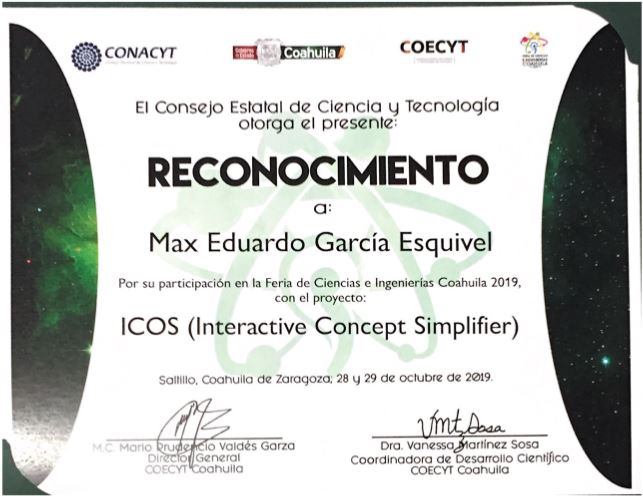 CONACYT
Gobierno de Estado
Coahuila
COECYT
El Consejo Estatal de Ciencia y Tecnología
otorga el presente:
RECONOCIMIENTO
a:
Max Eduardo García Esquivel
Por su participación en la Feria de Ciencias e Ingenierías Coahuila 2019,
con el proyecto:
ICOS (Interactive Concept Simplifier)
Saltillo, Coahuila de Zaragoza; 28 y 29 de octubre de 2019.
M.C. Mario Prudencio Valdés Garza
Director General
COECYT Coahuila
Dra. Vanessa Martínez Sosa
Coordinadora de Desarrollo Científico
COECYT Coahuila